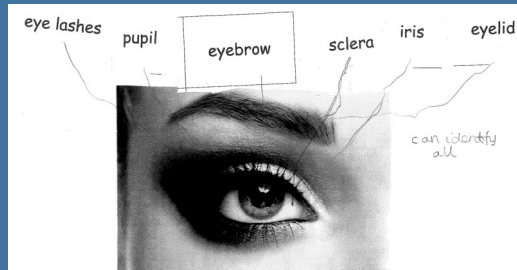 eye lashes
pupil
eyebrow
sclera
iris
eyelid
can identify
all